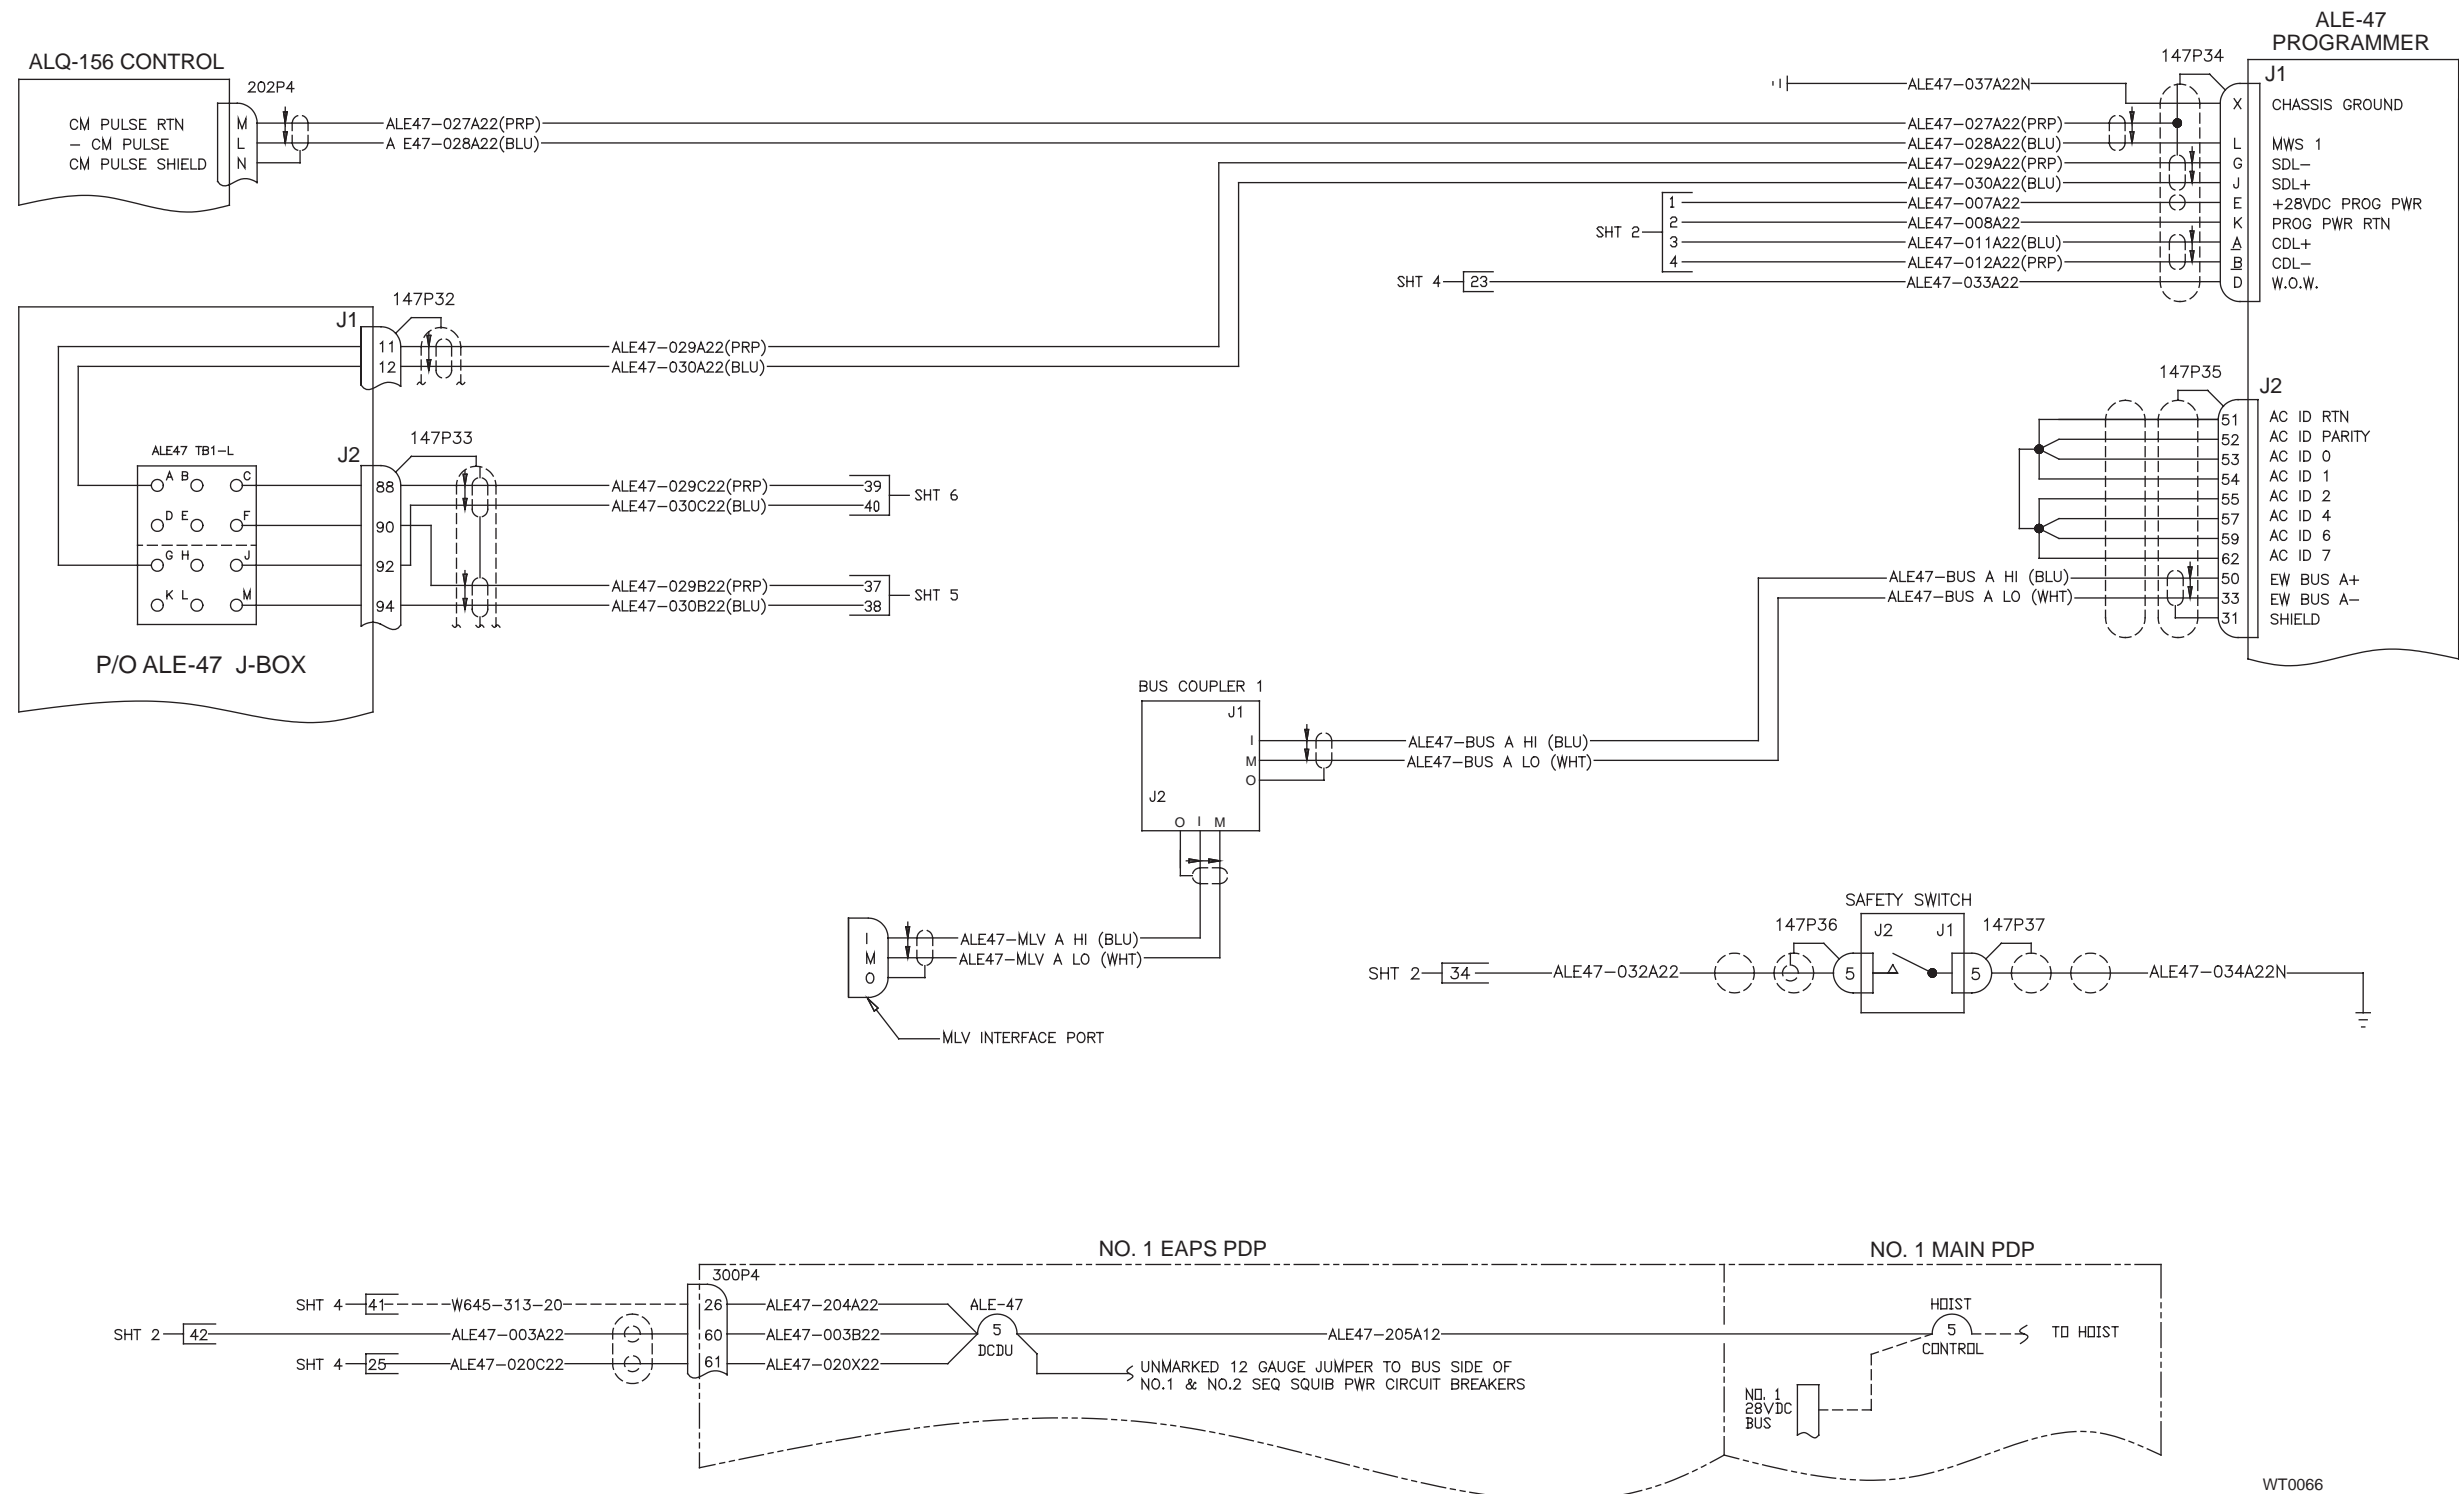 ALE-47
PROGRAMMER
ALQ-156 CONTROL
202P4
CM PULSE RTN
M
ALE47-027A22(PRP)
- CM PULSE
L
A E47-028A22(BLU)
CM PULSE SHIELD
N
147P34
J1
ALE47-037A22N
X
CHASSIS GROUND
ALE47-027A22(PRP)
ALE47-028A22(BLU)
L
MWS 1
ALE47-029A22(PRP)
G
SDL-
ALE47-030A22(BLU)
J
SDL+
1
ALE47-007A22
E
+28VDC PROG PWR
SHT 2
2
ALE47-008A22
K
PROG PWR RTN
3
ALE47-011A22(BLU)
A
CDL+
4
ALE47-012A22(PRP)
B
CDL-
SHT 4
23
ALE47-033A22
D
W.O.W.
147P32
J1
11
ALE47-029A22(PRP)
12
ALE47-030A22(BLU)
147P33
J2
ALE47 TB1-L
A B C
D E F
G H J
K L M
88
ALE47-029C22(PRP)
39
ALE47-030C22(BLU)
40
SHT 6
90
92
ALE47-029B22(PRP)
37
94
ALE47-030B22(BLU)
38
SHT 5
P/O ALE-47 J-BOX
147P35
J2
51
AC ID RTN
52
AC ID PARITY
53
AC ID 0
54
AC ID 1
55
AC ID 2
57
AC ID 4
59
AC ID 6
62
AC ID 7
ALE47-BUS A HI (BLU)
50
EW BUS A+
ALE47-BUS A LO (WHT)
33
EW BUS A-
31
SHIELD
BUS COUPLER 1
J1
I
ALE47-BUS A HI (BLU)
M
ALE47-BUS A LO (WHT)
O
J2
O I M
I
ALE47-MLV A HI (BLU)
M
ALE47-MLV A LO (WHT)
O
MLV INTERFACE PORT
SAFETY SWITCH
147P36
J2
J1
147P37
SHT 2
34
ALE47-032A22
5
5
ALE47-034A22N
NO. 1 EAPS PDP
NO. 1 MAIN PDP
300P4
SHT 4
41
W645-313-20
26
ALE47-204A22
ALE-47
HOIST
SHT 2
42
ALE47-003A22
60
ALE47-003B22
5
DCDU
ALE47-205A12
5
CONTROL
TO HOIST
SHT 4
25
ALE47-020C22
61
ALE47-020X22
UNMARKED 12 GAUGE JUMPER TO BUS SIDE OF
NO.1 & NO.2 SEQ SQUIB PWR CIRCUIT BREAKERS
NO. 1
28VDC
BUS
WT0066